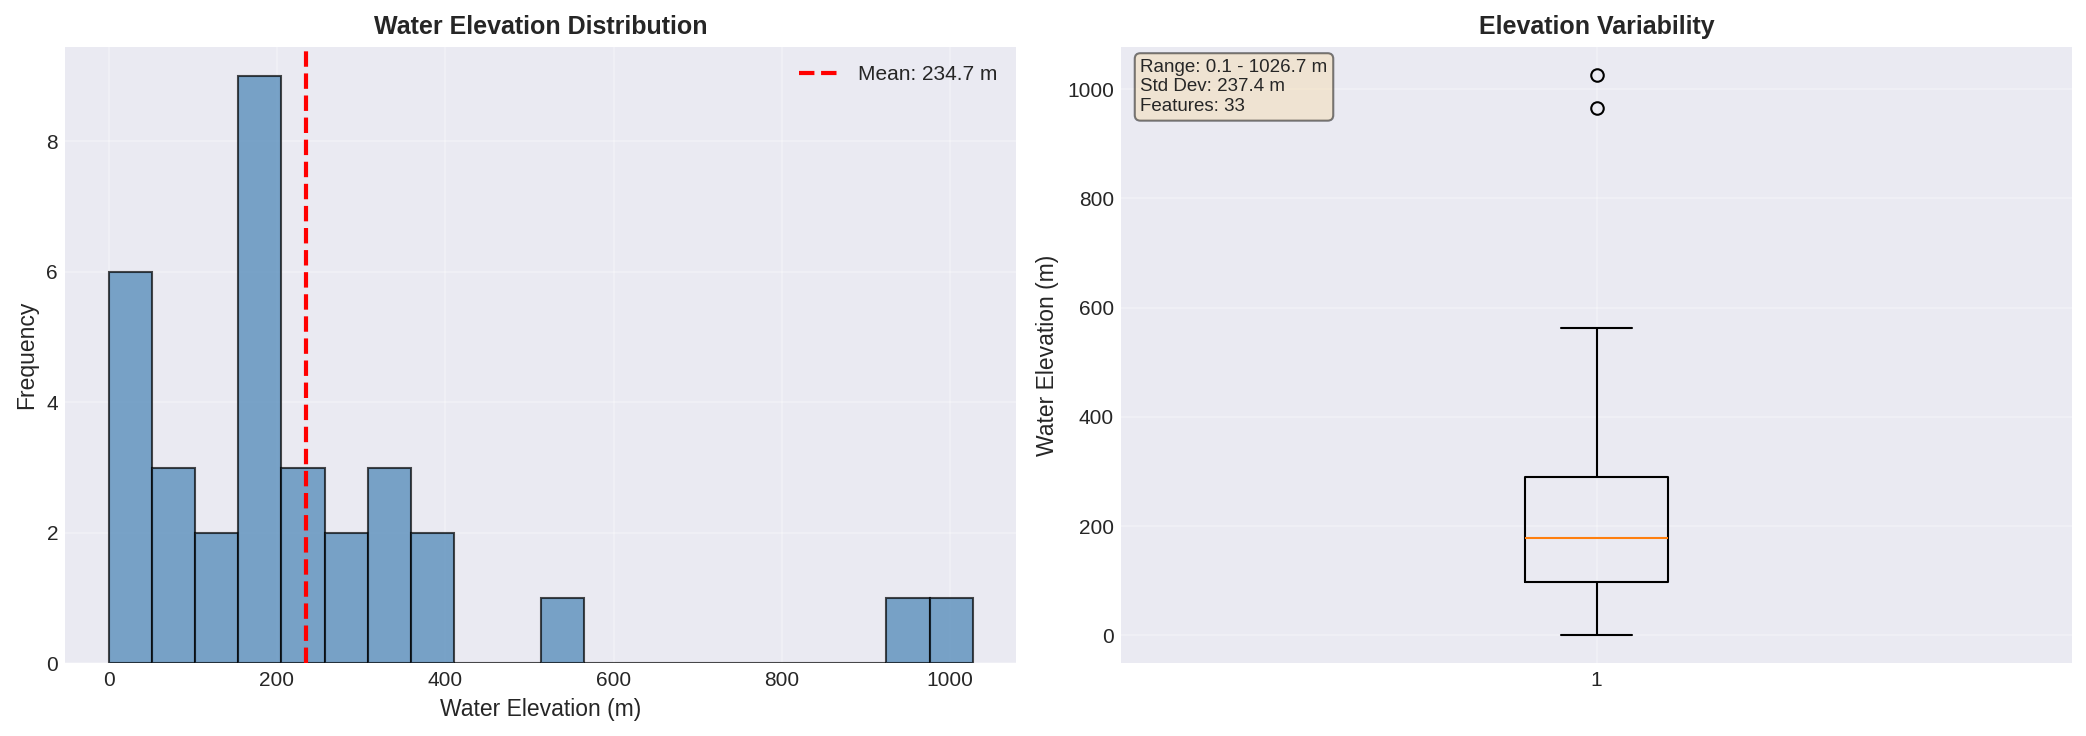 Water Elevation Distribution
Mean: 234.7 m
Frequency
8
6
4
2
0
0 200 400 600 800 1000
Water Elevation (m)
Elevation Variability
Range: 0.1 - 1026.7 m
Std Dev: 237.4 m
Features: 33
Water Elevation (m)
1000
800
600
400
200
0
1